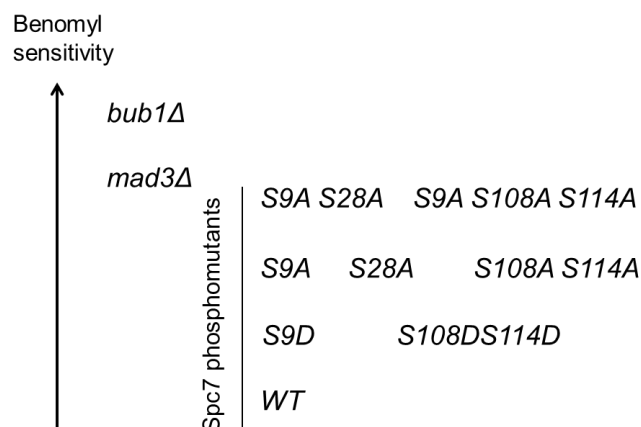 Benomyl
sensitivity
bub1Δ
mad3Δ
Spc7 phosphomutants
S9A S28A S9A S108A S114A
S9A S28A S108A S114A
S9D S108DS114D
WT